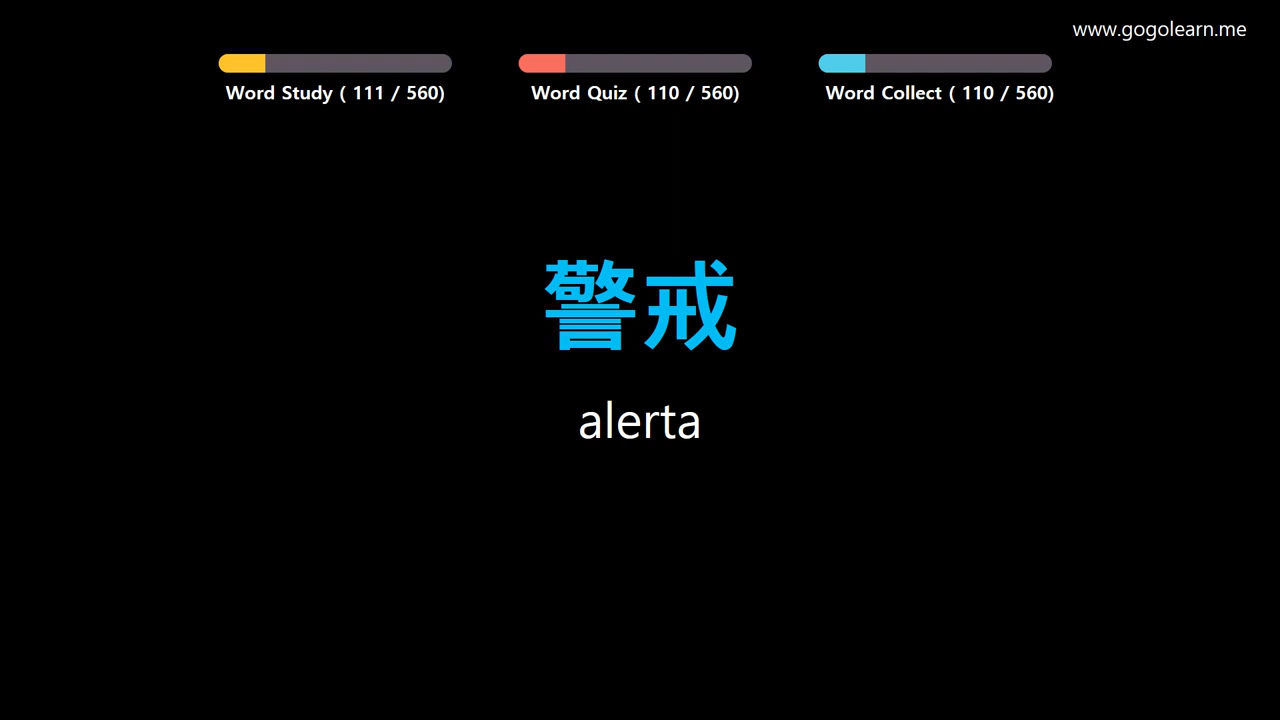 www.gogolearn.me
Word Study ( 111 / 560)
Word Quiz ( 110 / 560)
Word Collect ( 110 / 560)
警戒
alerta